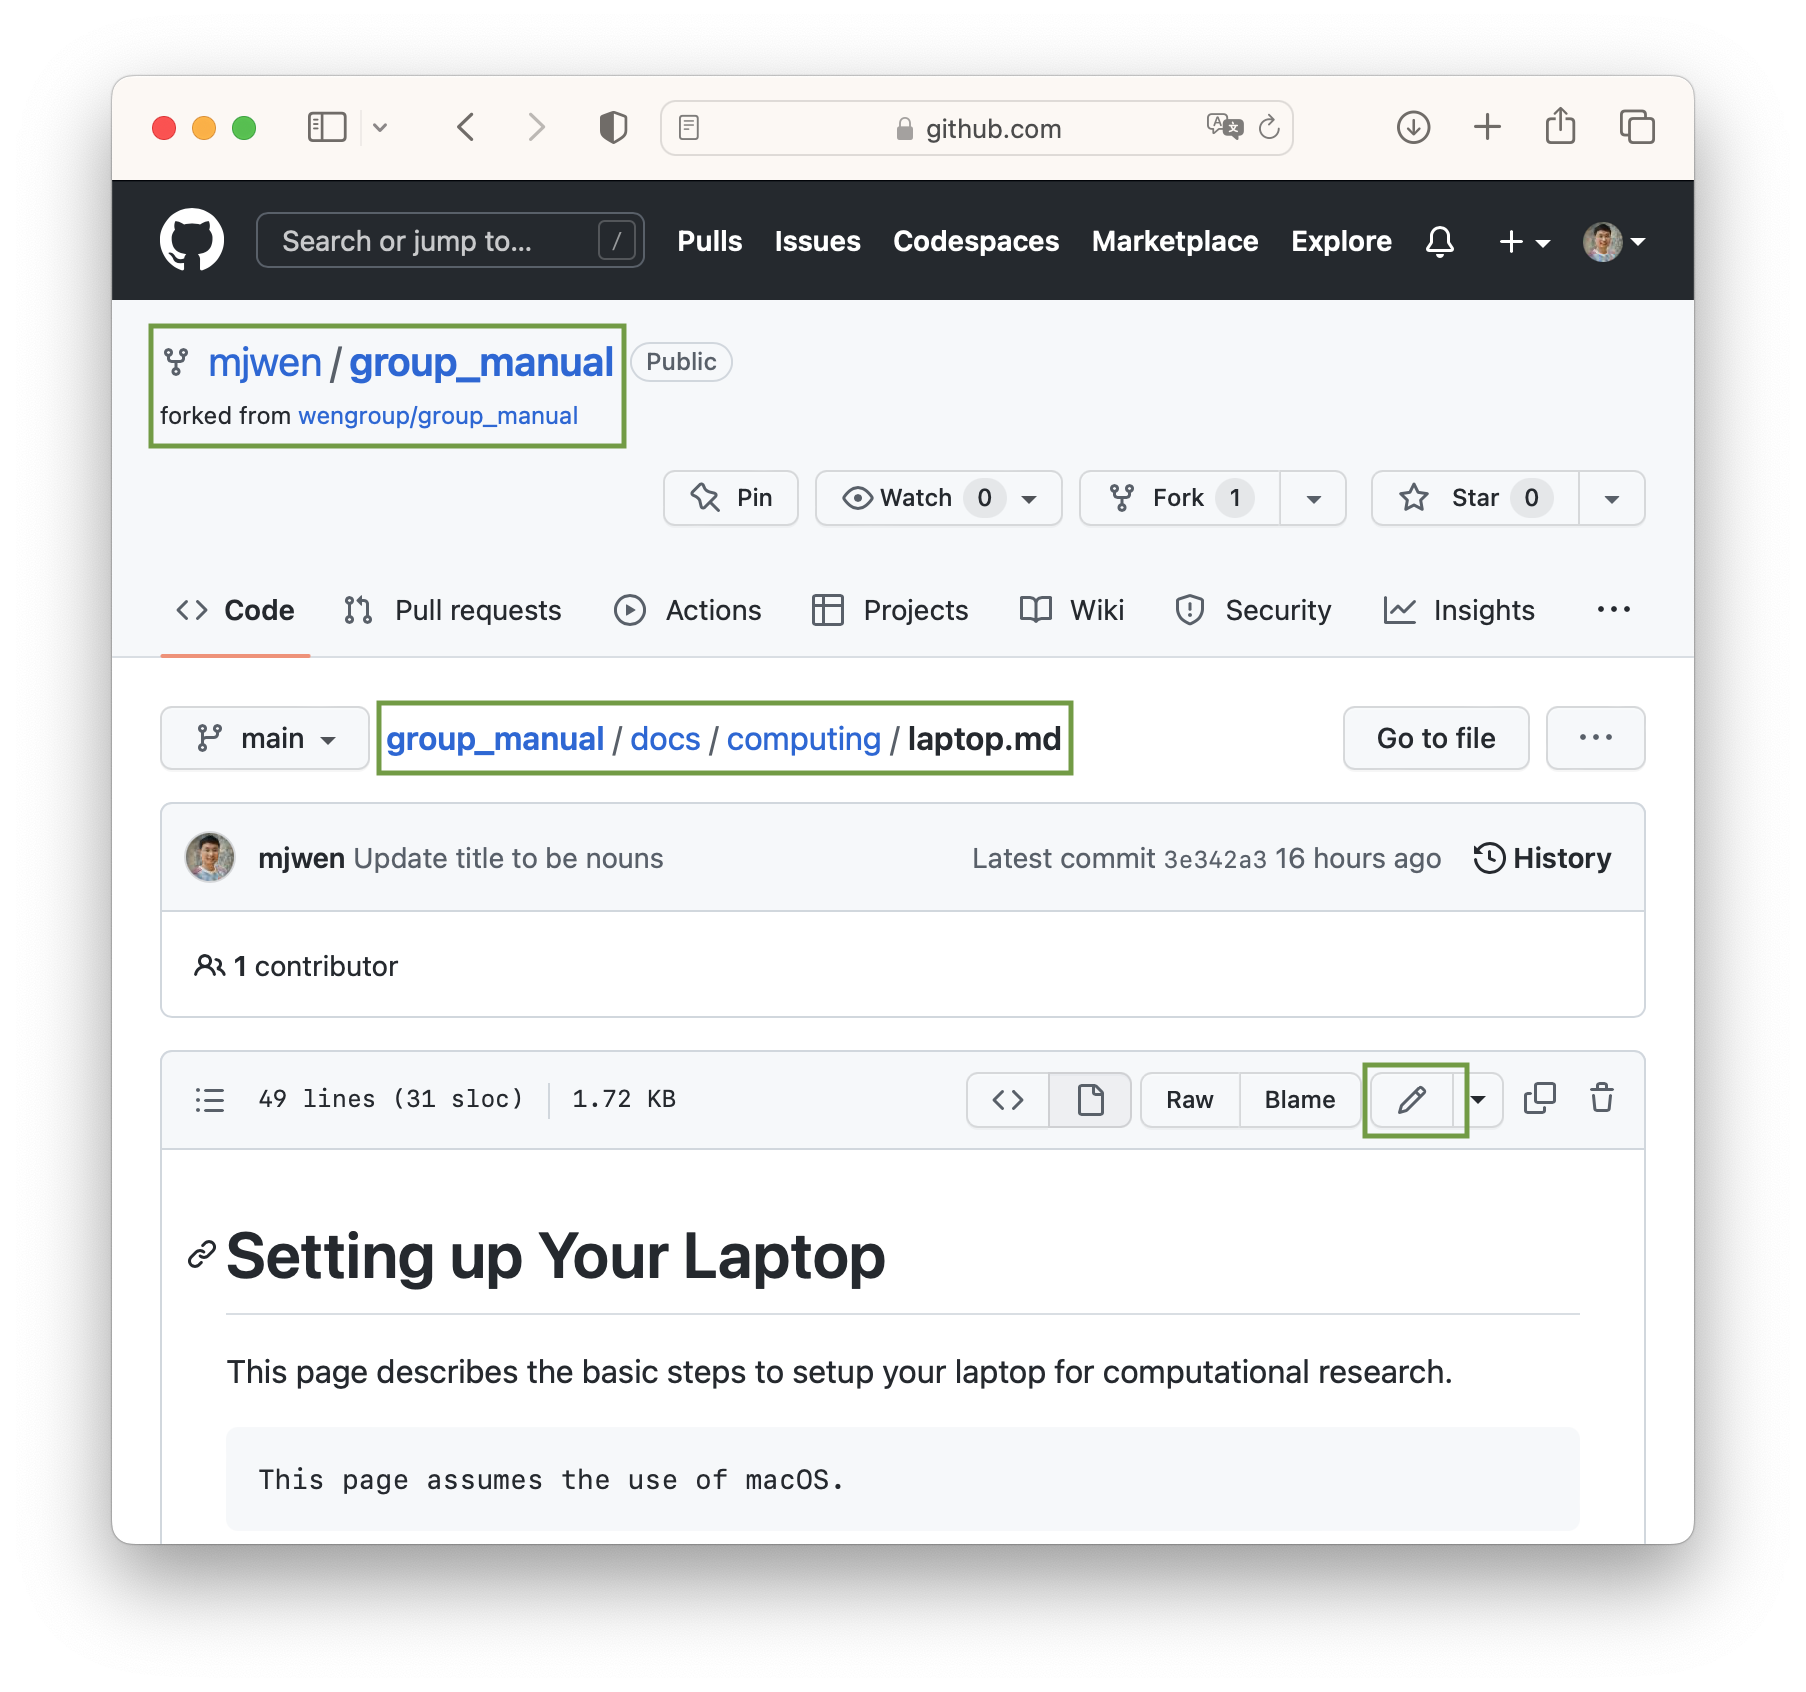 github.com
Search or jump to... / Pulls Issues Codespaces Marketplace Explore
mjwen / group_manual Public
forked from wengroup/group_manual
Pin Watch 0 Fork 1 Star 0
Code Pull requests Actions Projects Wiki Security Insights ...
main group_manual / docs / computing / laptop.md Go to file ...
mjwen Update title to be nouns Latest commit 3e342a3 16 hours ago History
1 contributor
49 lines (31 sloc) 1.72 KB Raw Blame
Setting up Your Laptop
This page describes the basic steps to setup your laptop for computational research.
This page assumes the use of macOS.